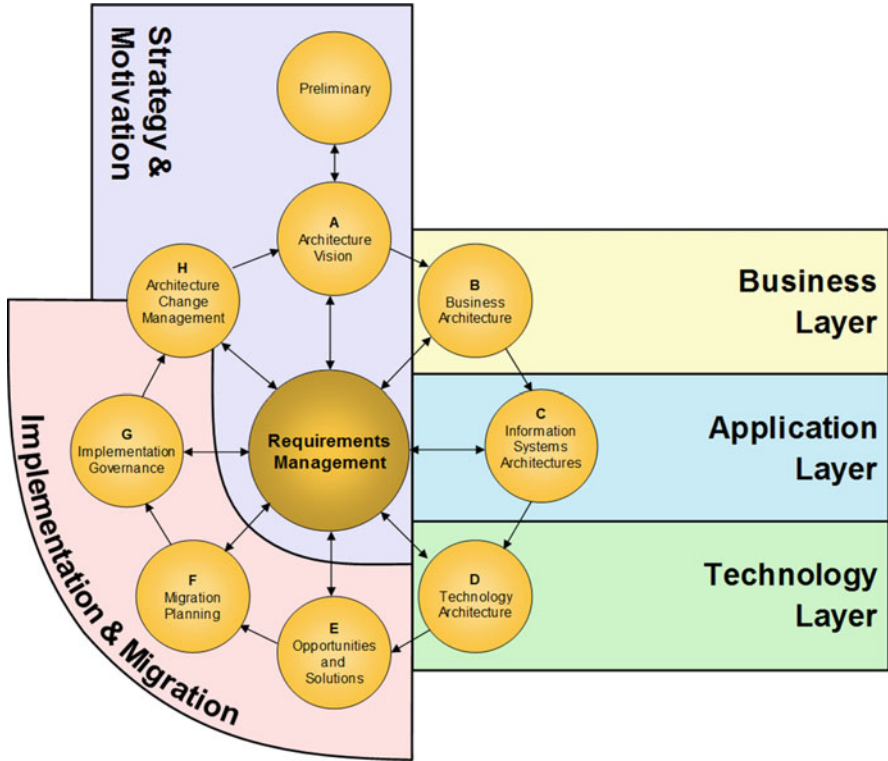 Strategy &
Motivation
Preliminary
A
Architecture
Vision
H
Architecture
Change
Management
B
Business
Architecture
Business
Layer
G
Implementation
Governance
Requirements
Management
C
Information
Systems
Architectures
Application
Layer
F
Migration
Planning
E
Opportunities
and
Solutions
D
Technology
Architecture
Technology
Layer
Implementation & Migration